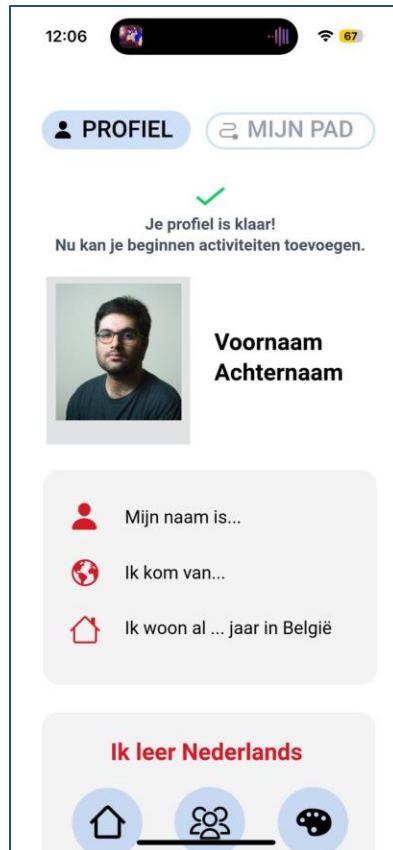 12:06
67
PROFIEL
MIJN PAD
Je profiel is klaar!
Nu kan je beginnen activiteiten toevoegen.
Voornaam
Achternaam
Mijn naam is...
Ik kom van...
Ik woon al ... jaar in België
Ik leer Nederlands